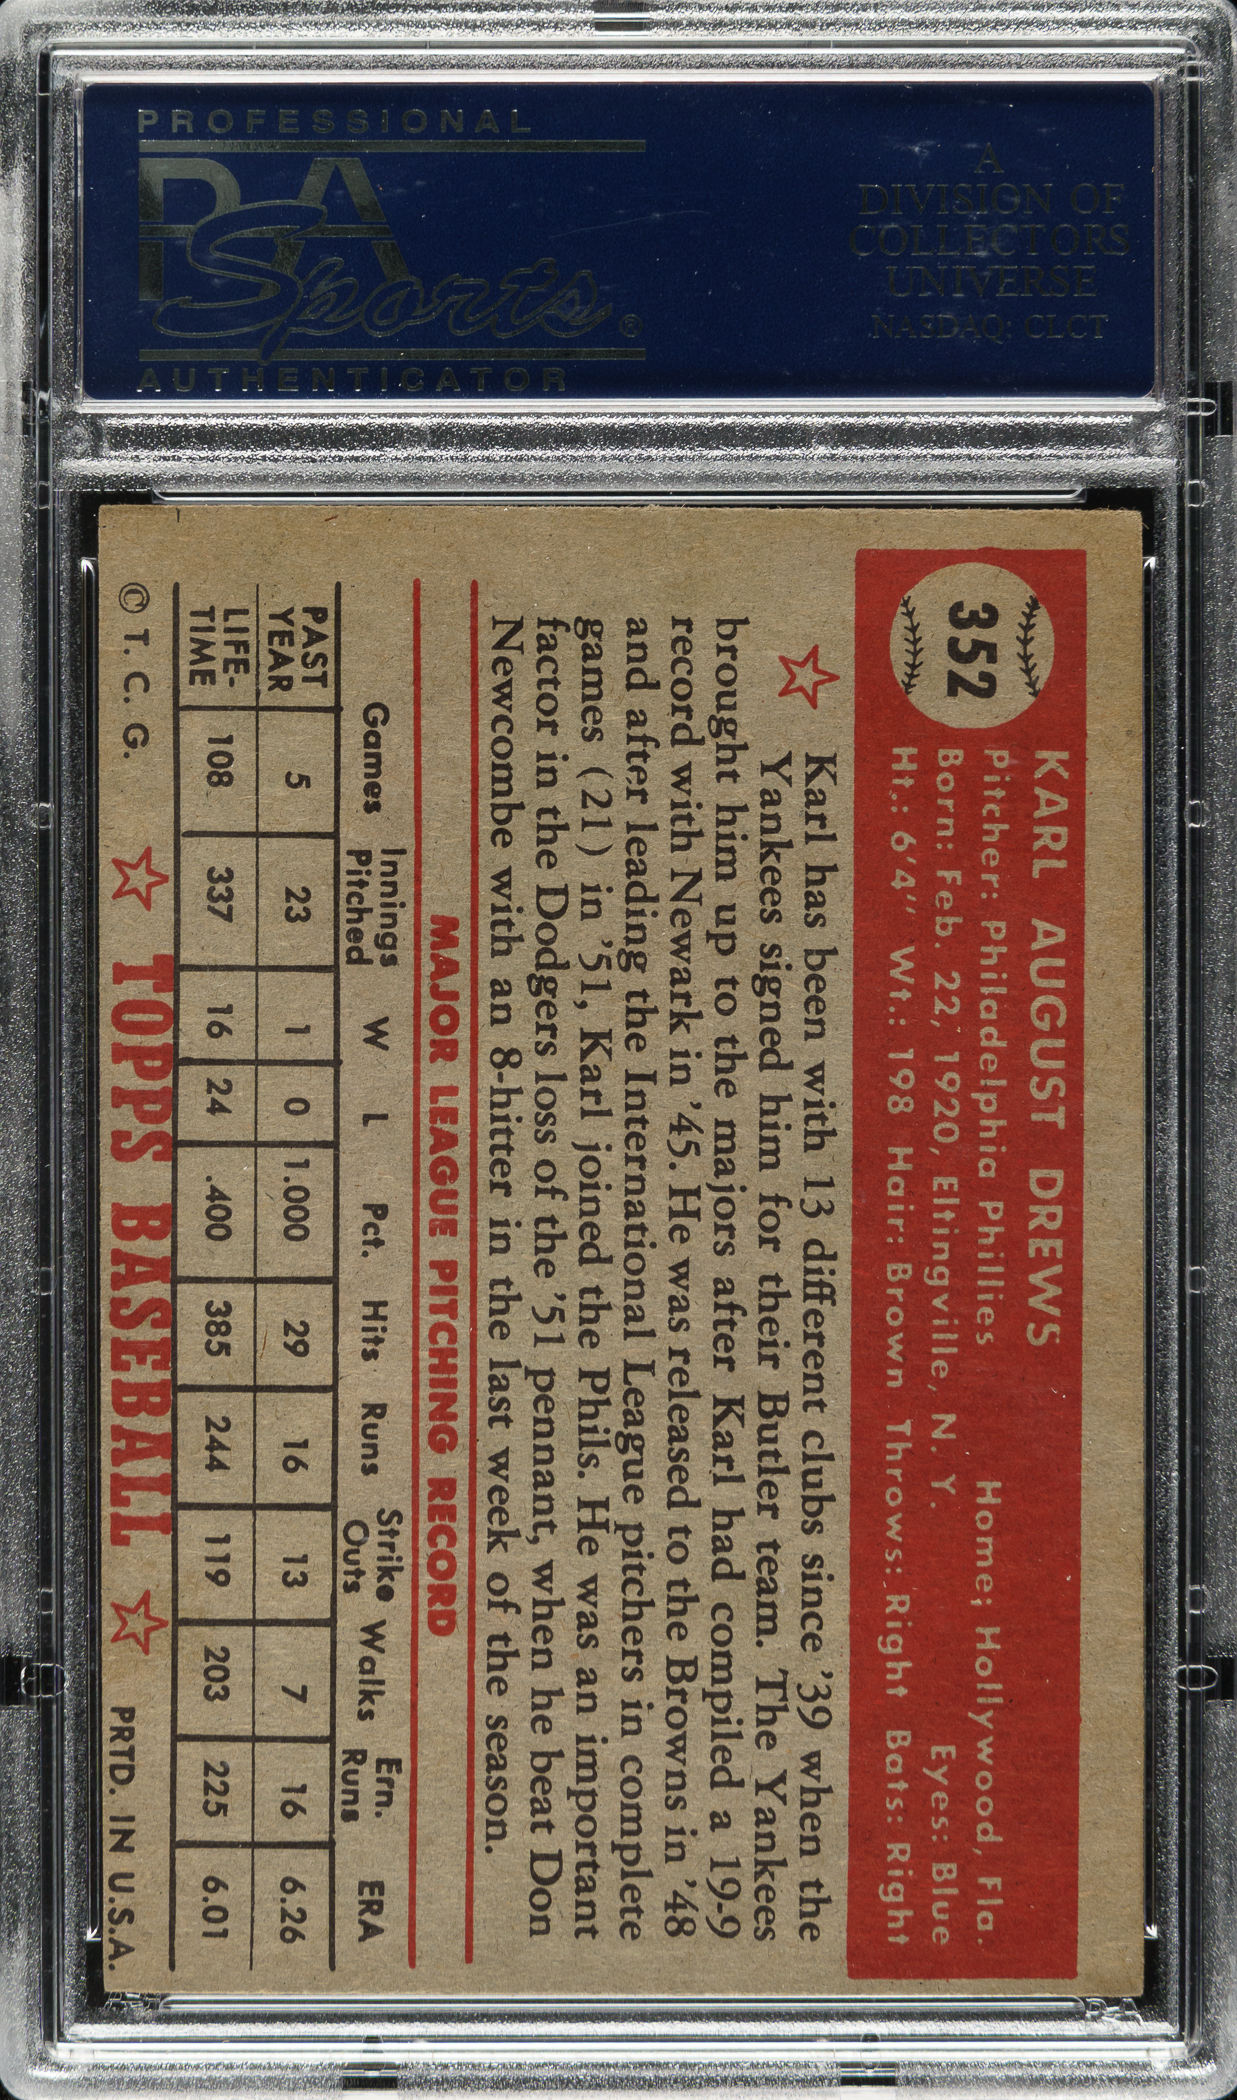 PROFESSIONAL
PSA
Sports®
AUTHENTICATOR
A
DIVISION OF
COLLECTORS
UNIVERSE
NASDAQ: CLCT
352
KARL AUGUST DREWS
Pitcher: Philadelphia Phillies Home; Hollywood, Fla.
Born: Feb. 22, 1920, Eltingville, N. Y. Eyes: Blue
Ht.: 6'4" Wt.: 198 Hair: Brown Throws: Right Bats: Right
Karl has been with 13 different clubs since '39 when the
Yankees signed him for their Butler team. The Yankees
brought him up to the majors after Karl had compiled a 19-9
record with Newark in '45. He was released to the Browns in '48
and after leading the International League pitchers in complete
games (21) in '51, Karl joined the Phils. He was an important
factor in the Dodgers loss of the '51 pennant, when he beat Don
Newcombe with an 8-hitter in the last week of the season.
MAJOR LEAGUE PITCHING RECORD
Games Innings Pitched W L Pct. Hits Runs Strike Outs Walks Ern. Runs ERA
PAST YEAR 5 23 1 0 1.000 29 16 13 7 16 6.26
LIFE-TIME 108 337 16 24 .400 385 244 119 203 225 6.01
© T. C. G. TOPPS BASEBALL PRTD. IN U.S.A.